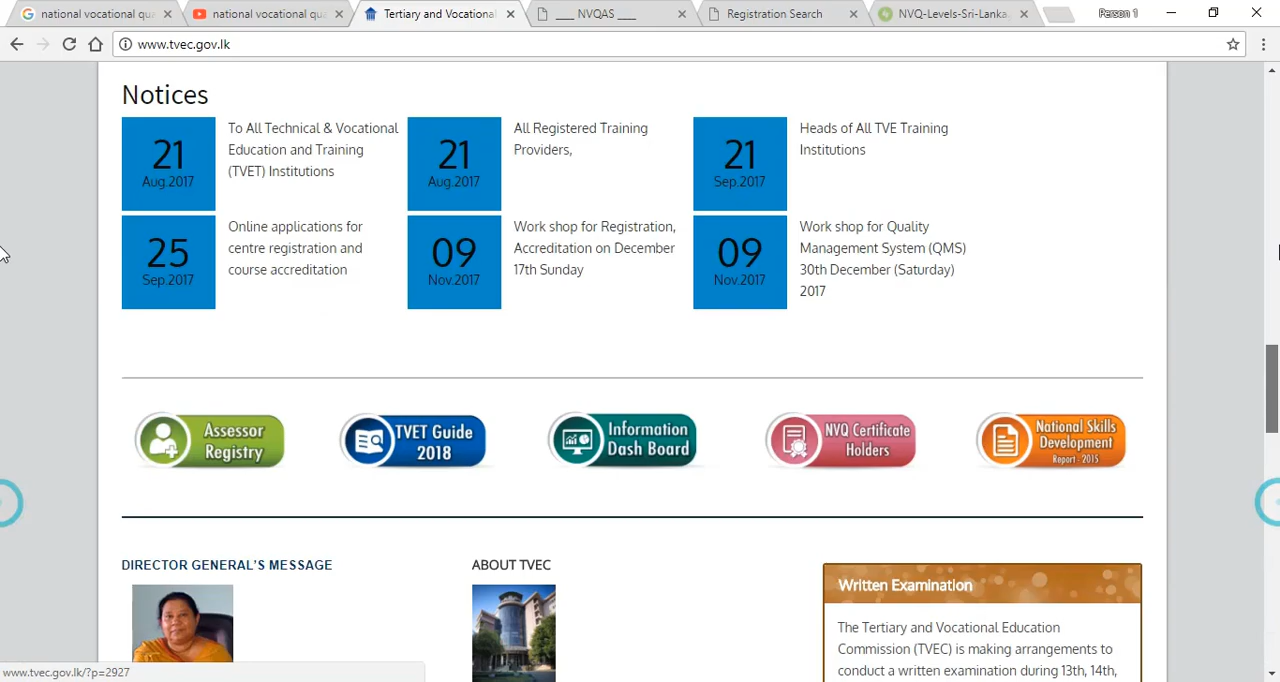 national vocational qua
national vocational qua
Tertiary and Vocational
___ NVQAS ___
Registration Search
NVQ-Levels-Sri-Lanka.
Person 1
www.tvec.gov.lk
Notices
21
Aug.2017
To All Technical & Vocational
Education and Training
(TVET) Institutions
21
Aug.2017
All Registered Training
Providers,
21
Sep.2017
Heads of All TVE Training
Institutions
25
Sep.2017
Online applications for
centre registration and
course accreditation
09
Nov.2017
Work shop for Registration,
Accreditation on December
17th Sunday
09
Nov.2017
Work shop for Quality
Management System (QMS)
30th December (Saturday)
2017
Assessor
Registry
TVET Guide
2018
Information
Dash Board
NVQ Certificate
Holders
National Skills
Development
Report - 2015
DIRECTOR GENERAL'S MESSAGE
ABOUT TVEC
Written Examination
The Tertiary and Vocational Education
Commission (TVEC) is making arrangements to
conduct a written examination during 13th, 14th,
www.tvec.gov.lk/?p=2927